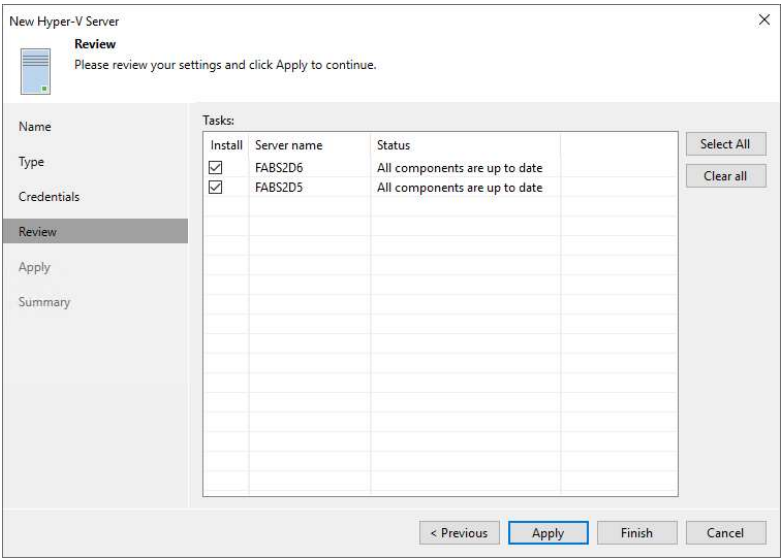 New Hyper-V Server
Review
Please review your settings and click Apply to continue.
Name
Type
Credentials
Review
Apply
Summary
Tasks:
Install Server name Status
FABS2D6 All components are up to date
FABS2D5 All components are up to date
Select All
Clear all
< Previous Apply Finish Cancel